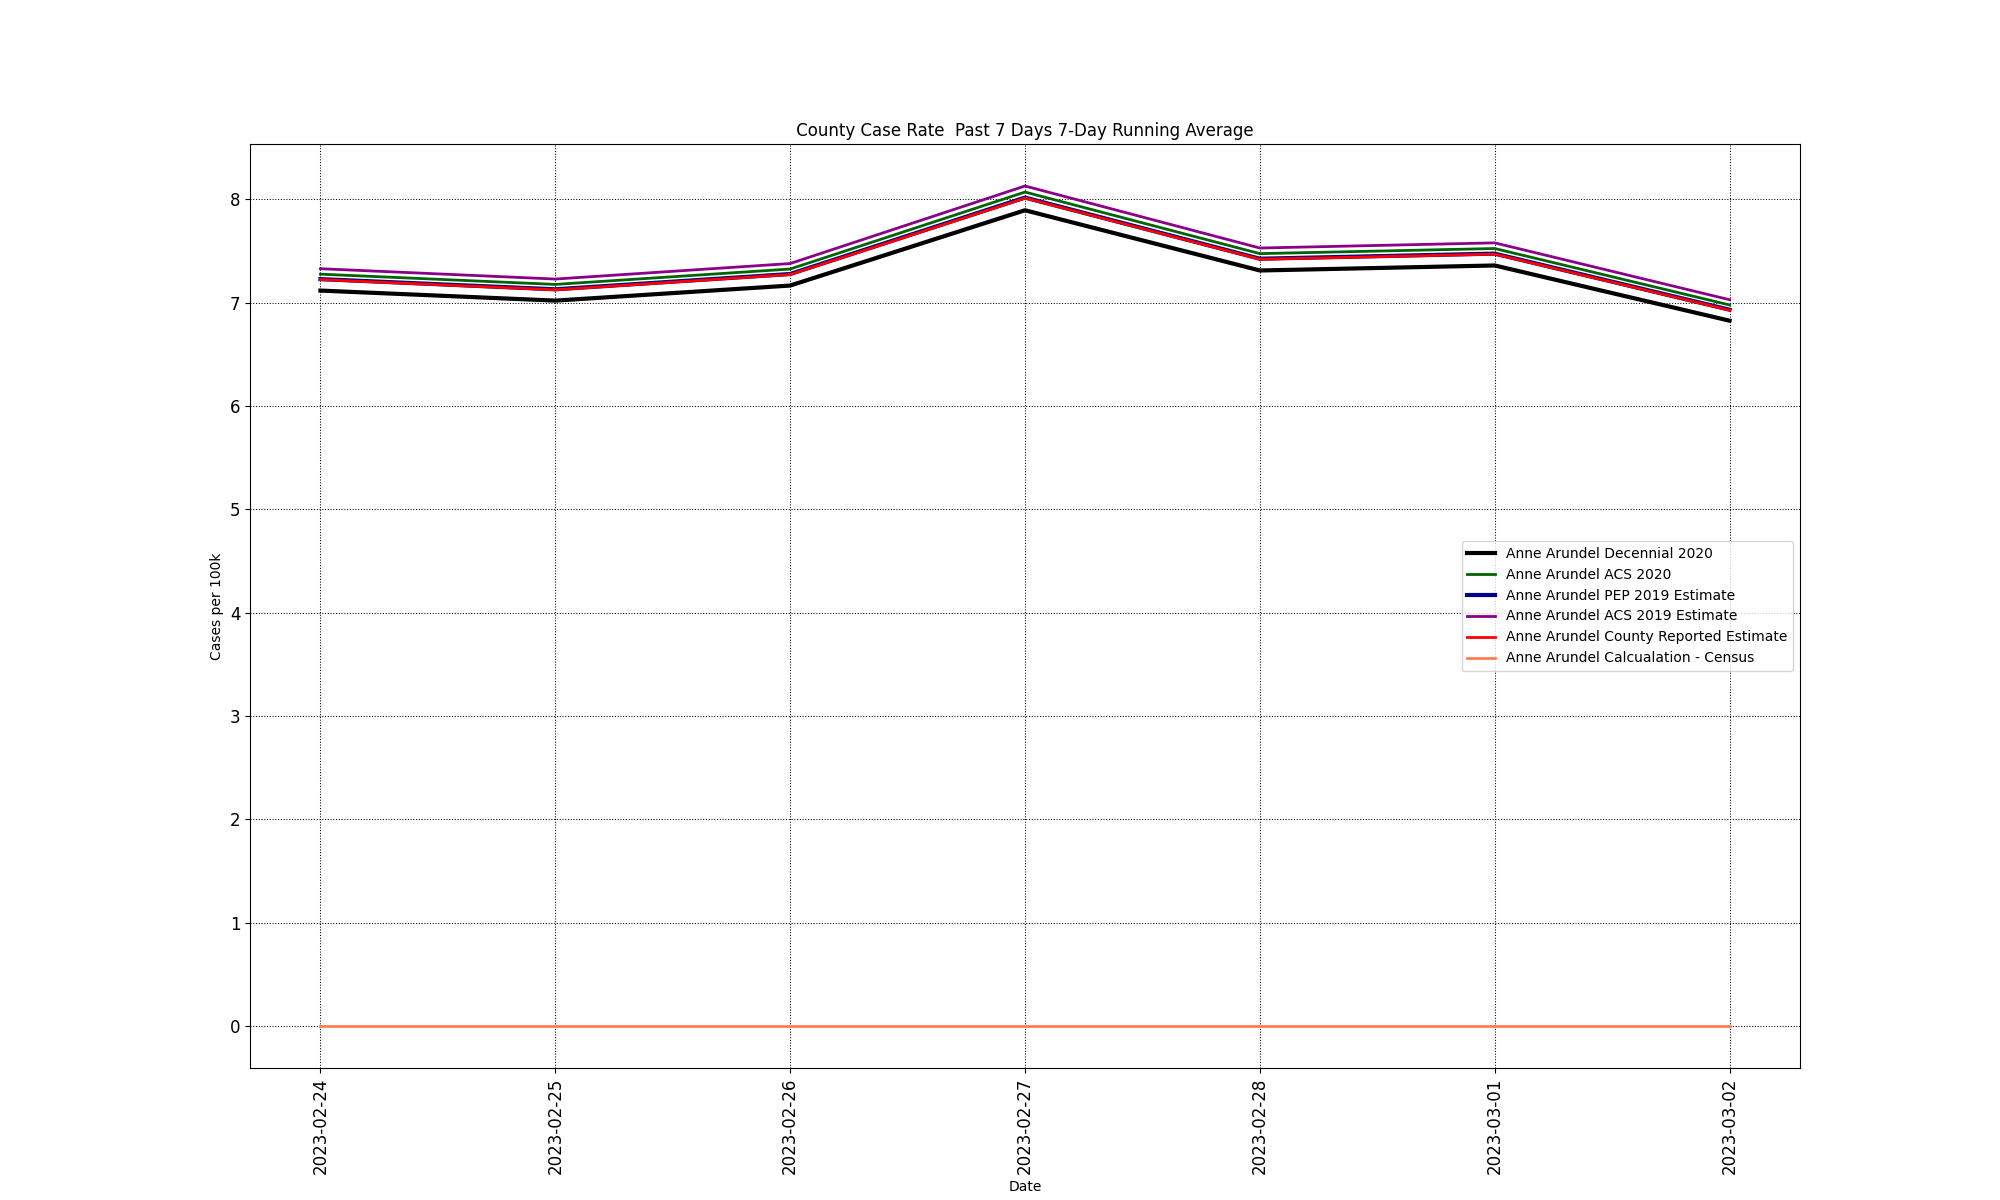 County Case Rate  Past 7 Days 7-Day Running Average
Cases per 100k
8
7
6
5
4
3
2
1
0
Anne Arundel Decennial 2020
Anne Arundel ACS 2020
Anne Arundel PEP 2019 Estimate
Anne Arundel ACS 2019 Estimate
Anne Arundel County Reported Estimate
Anne Arundel Calcualation - Census
2023-02-24
2023-02-25
2023-02-26
2023-02-27
2023-02-28
2023-03-01
2023-03-02
Date